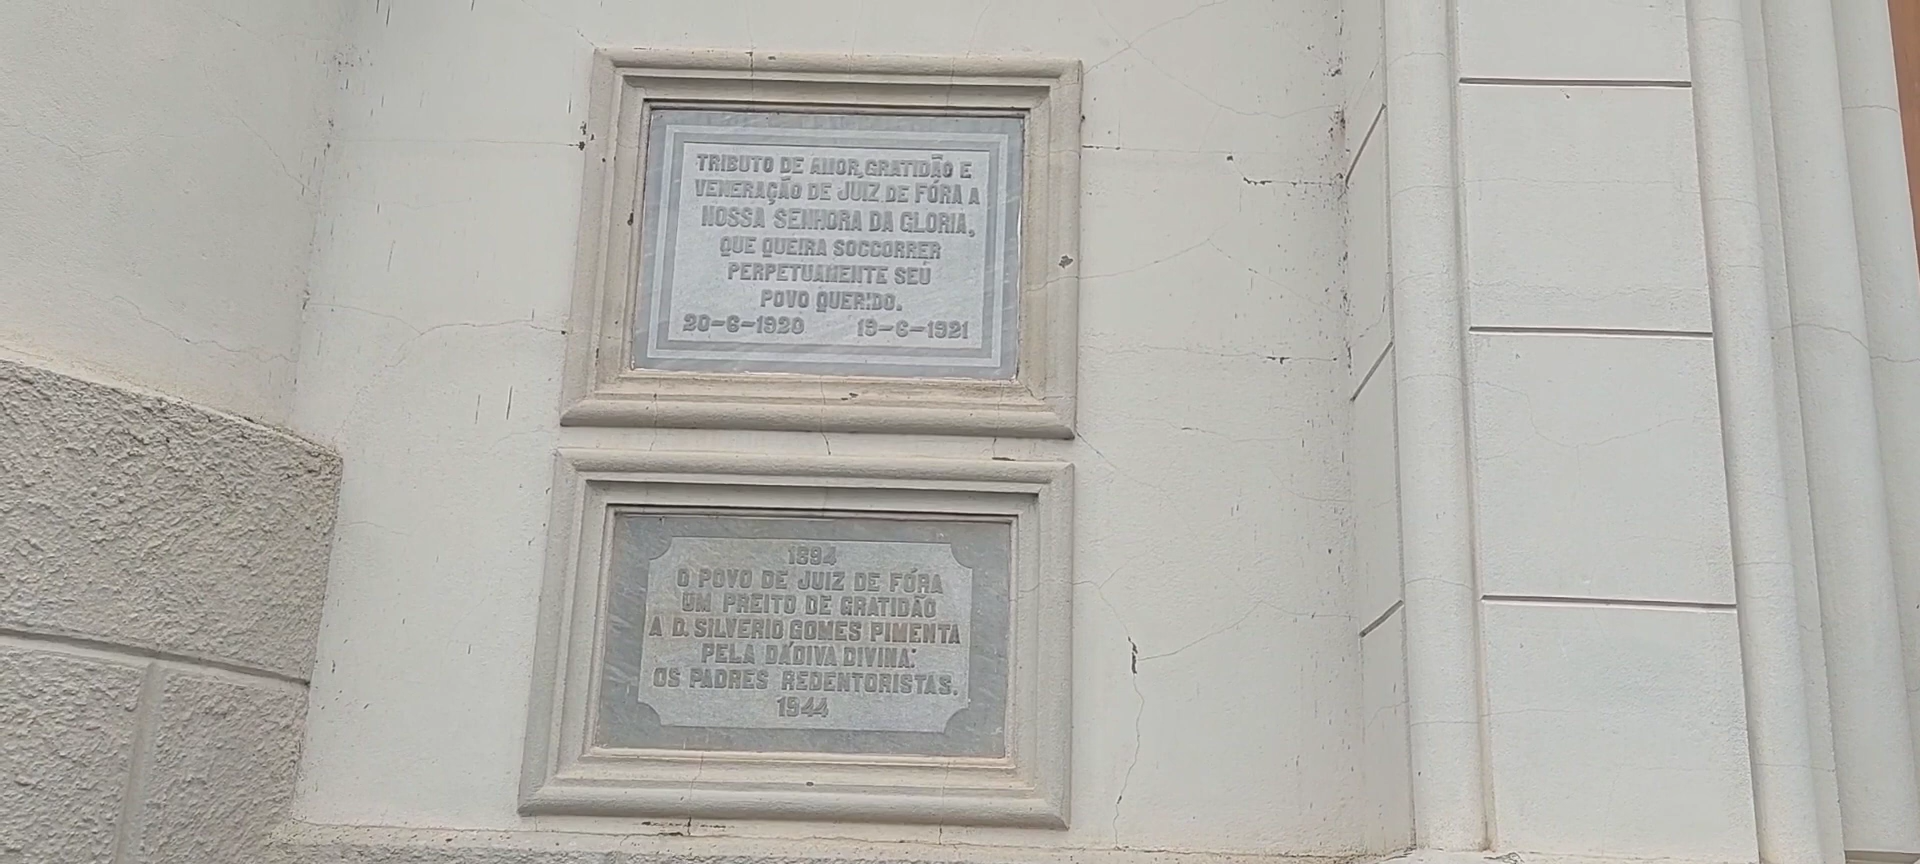 TRIBUTO DE AMOR, GRATIDÃO E
VENERAÇÃO DE JUIZ DE FÓRA A
NOSSA SENHORA DA GLORIA,
QUE QUEIRA SOCCORRER
PERPETUAMENTE SEU
POVO QUERIDO.
20-6-1920 19-6-1921
1894
O POVO DE JUIZ DE FÓRA
UM PREITO DE GRATIDÃO
A D. SILVERIO GOMES PIMENTA
PELA DÁDIVA DIVINA:
OS PADRES REDENTORISTAS.
1944